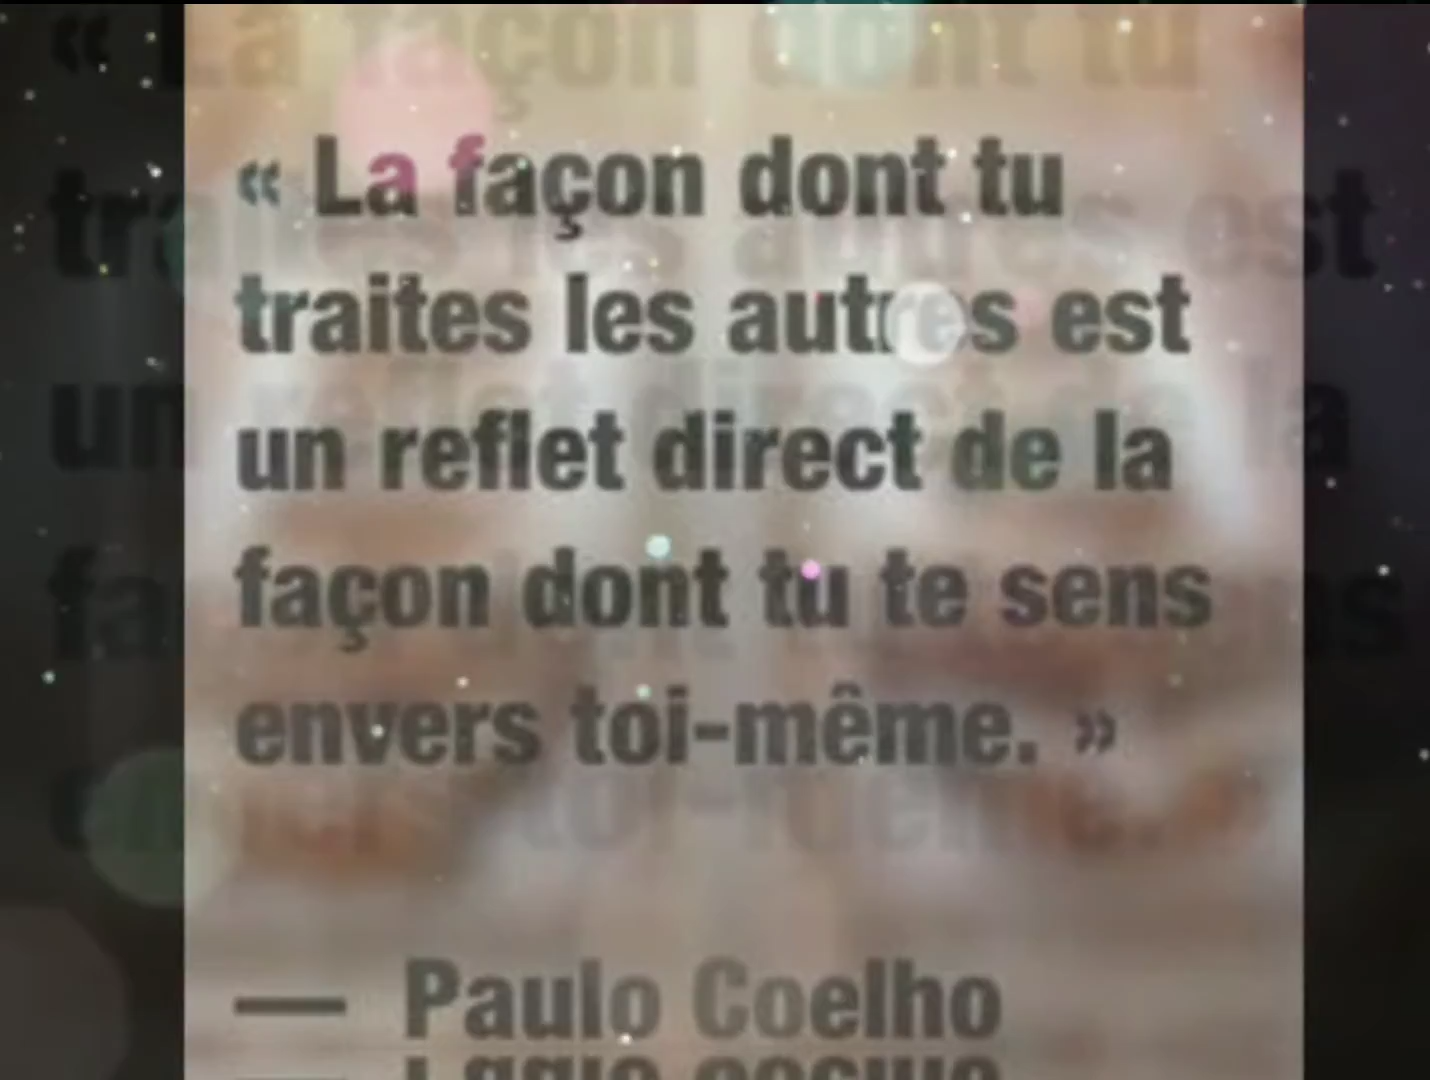 « La façon dont tu
traites les autres est
un reflet direct de la
façon dont tu te sens
envers toi-même. »
— Paulo Coelho